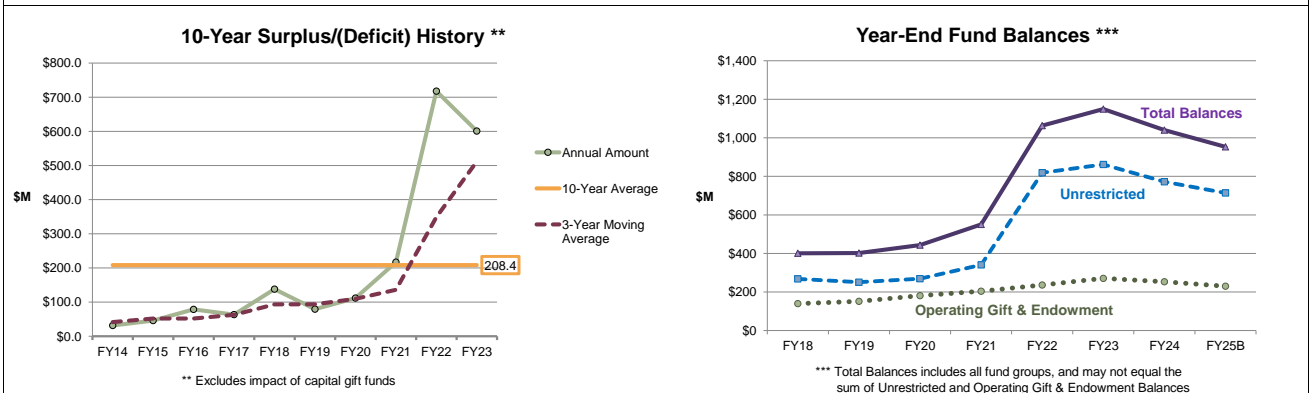 10-Year Surplus/(Deficit) History **
$800.0
$700.0
$600.0
$500.0
$400.0
$300.0
$200.0
$100.0
$0.0
$M
FY14 FY15 FY16 FY17 FY18 FY19 FY20 FY21 FY22 FY23
208.4
Annual Amount
10-Year Average
3-Year Moving
Average
** Excludes impact of capital gift funds
Year-End Fund Balances ***
$1,400
$1,200
$1,000
$800
$600
$400
$200
$0
$M
Total Balances
Unrestricted
Operating Gift & Endowment
FY18 FY19 FY20 FY21 FY22 FY23 FY24 FY25B
*** Total Balances includes all fund groups, and may not equal the
sum of Unrestricted and Operating Gift & Endowment Balances